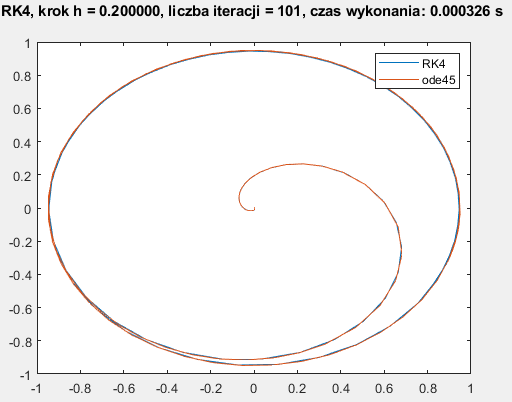 RK4, krok h = 0.200000, liczba iteracji = 101, czas wykonania: 0.000326 s
1
0.8
0.6
0.4
0.2
0
-0.2
-0.4
-0.6
-0.8
-1
RK4
ode45
-1 -0.8 -0.6 -0.4 -0.2 0 0.2 0.4 0.6 0.8 1